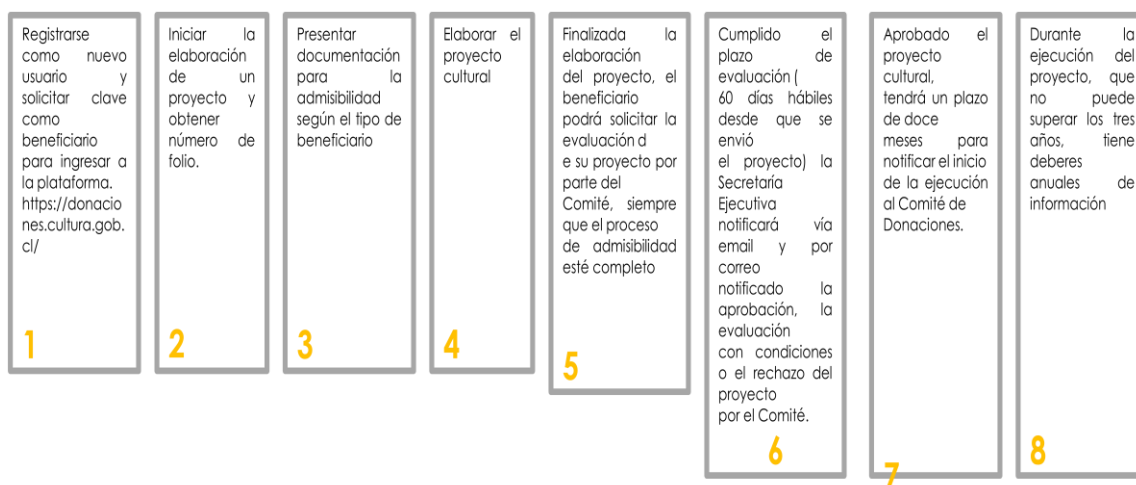 Registrarse
como nuevo
usuario y
solicitar clave
como
beneficiario
para ingresar a
la plataforma.
https://donacio
nes.cultura.gob.
cl/
1
Iniciar la
elaboración
de un
proyecto y
obtener
número de
folio.
2
Presentar
documentación
para la
admisibilidad
según el tipo de
beneficiario
3
Elaborar el
proyecto
cultural
4
Finalizada la
elaboración
del proyecto, el
beneficiario
podrá solicitar la
evaluación d
e su proyecto por
parte del
Comité, siempre
que el proceso
de admisibilidad
esté completo
5
Cumplido el
plazo de
evaluación (
60 días hábiles
desde que se
envió
el proyecto) la
Secretaría
Ejecutiva
notificará vía
email y por
correo
notificado la
aprobación, la
evaluación
con condiciones
o el rechazo del
proyecto
por el Comité.
6
Aprobado el
proyecto
cultural,
tendrá un plazo
de doce
meses para
notificar el inicio
de la ejecución
al Comité de
Donaciones.
7
Durante la
ejecución del
proyecto, que
no puede
superar los tres
años, tiene
deberes
anuales de
información
8